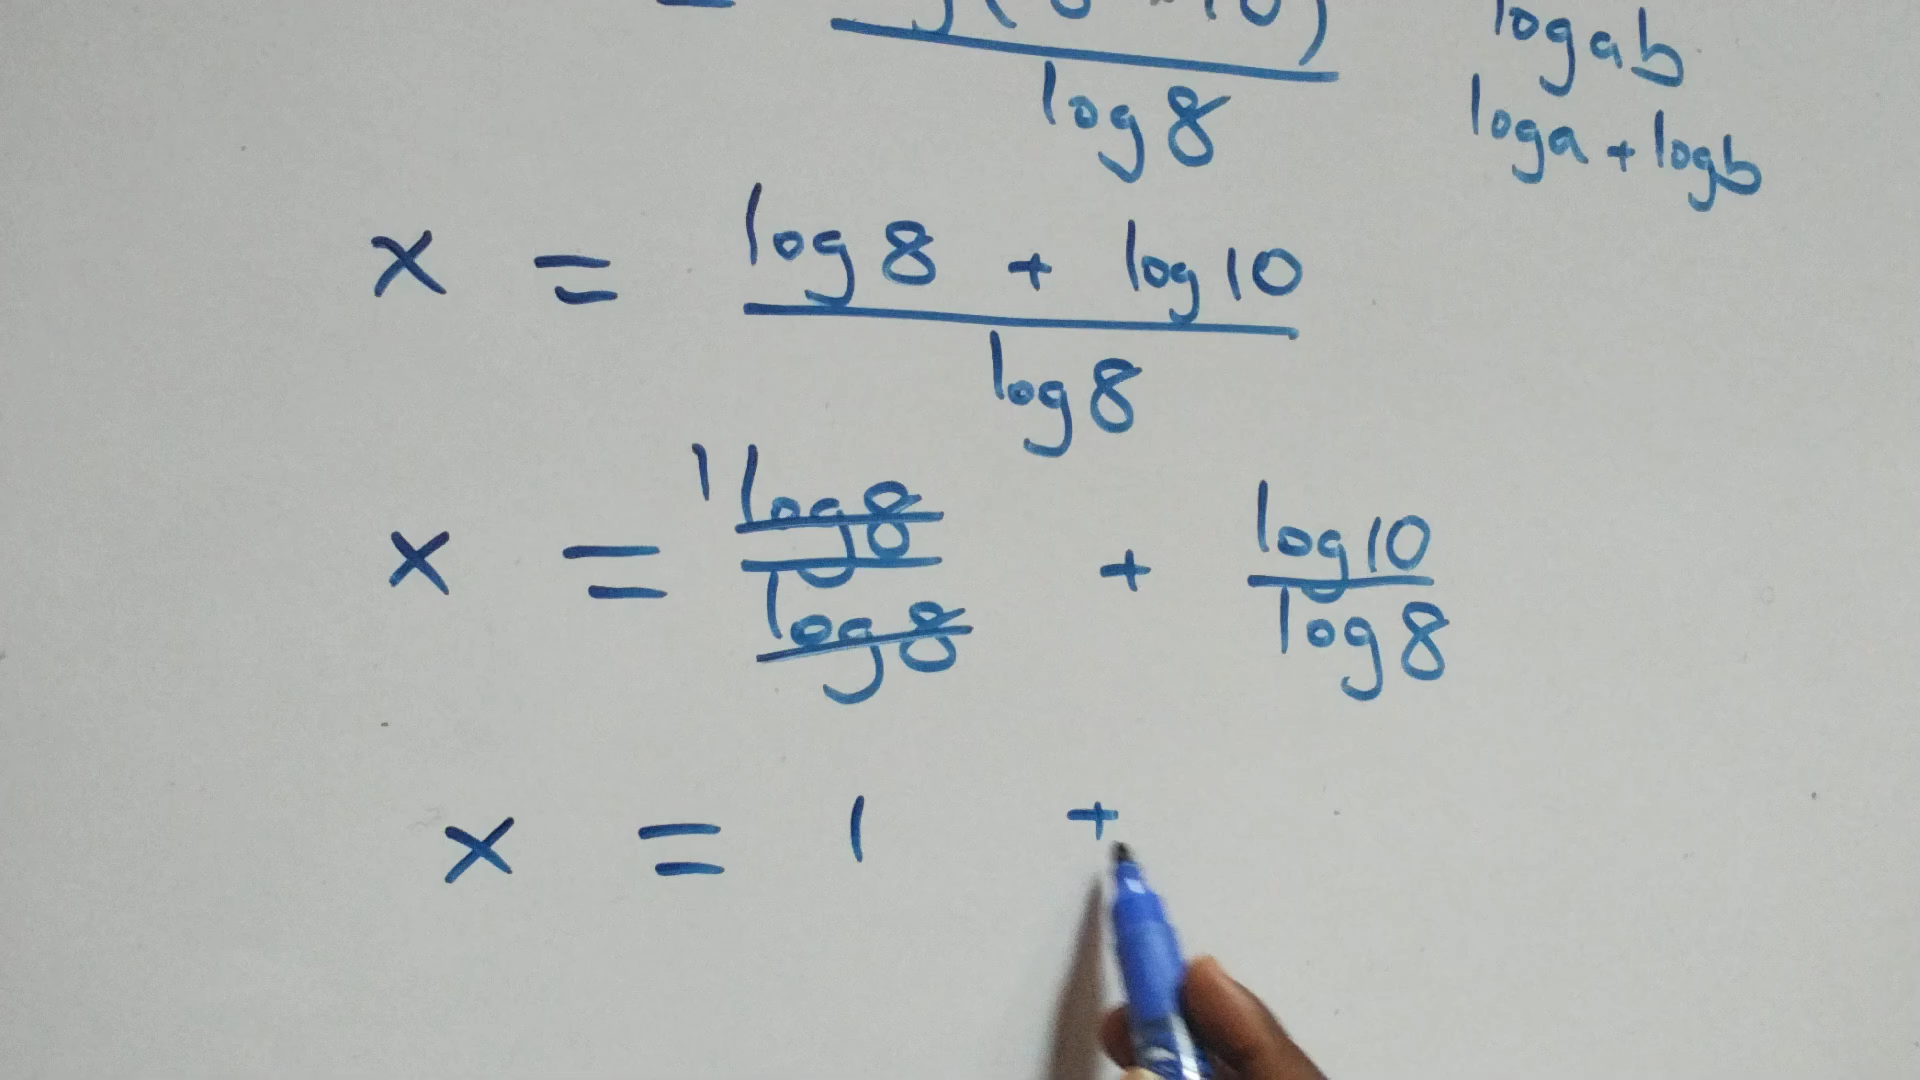 =
log 8
log ab
log a + log b
x = log 8 + log 10
log 8
x = 1 log 8 + log 10
log 8 log 8
x = 1 +